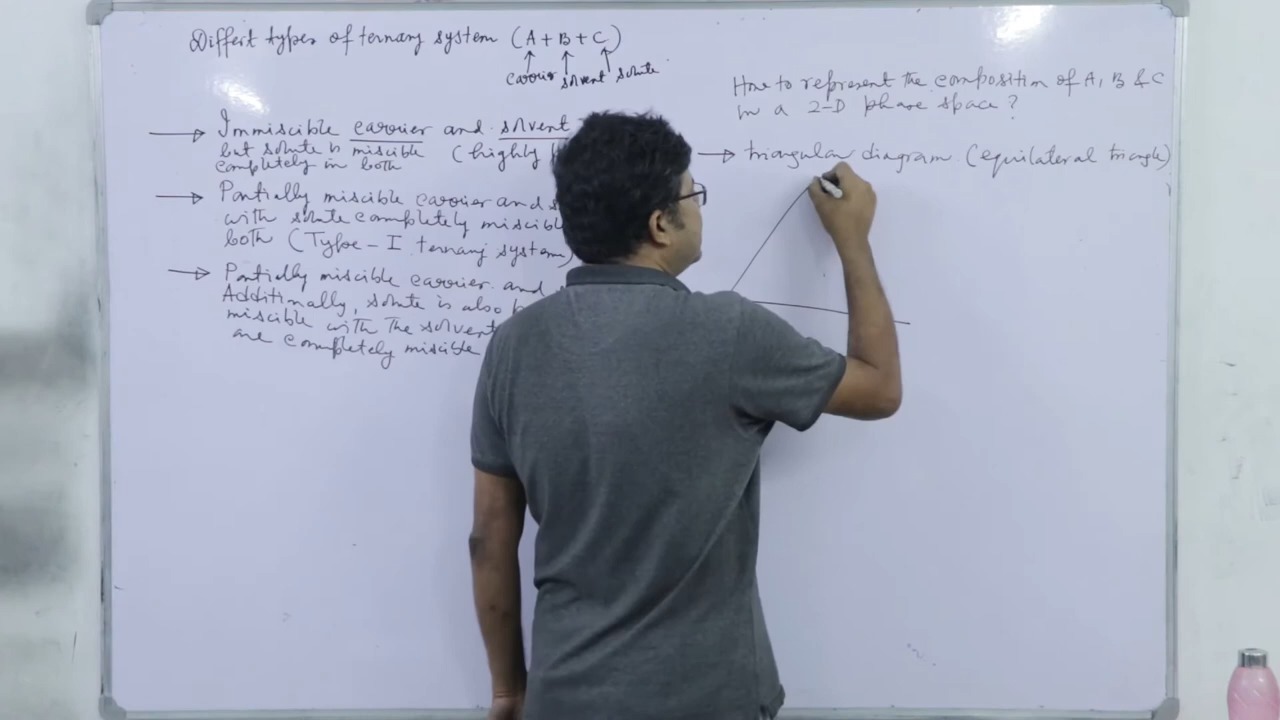 Differt types of ternary system (A + B + C)
carrier solvent solute
Immiscible carrier and solvent
but solute is miscible (highly
completely in both
Partially miscible carrier and
with solute completely miscible
both (Type - I ternary system)
Partially miscible carrier and
Additinally, solute is also
miscible with the solvent
are completely miscible
How to represent the composition of A, B & C
in a 2-D phase space?
triangular diagram (equilateral triangle)